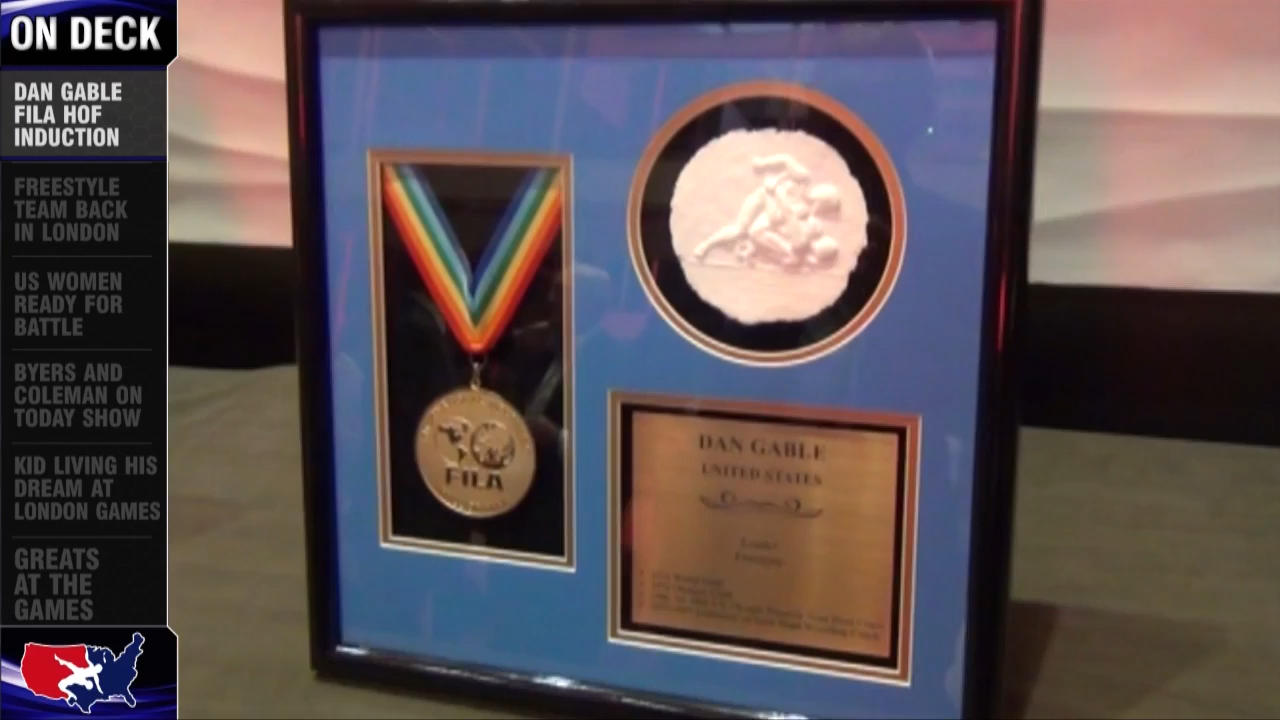 ON DECK
DAN GABLE
FILA HOF
INDUCTION
FREESTYLE
TEAM BACK
IN LONDON
US WOMEN
READY FOR
BATTLE
BYERS AND
COLEMAN ON
TODAY SHOW
KID LIVING HIS
DREAM AT
LONDON GAMES
GREATS
AT THE
GAMES
FILA
DAN GABLE
UNITED STATES